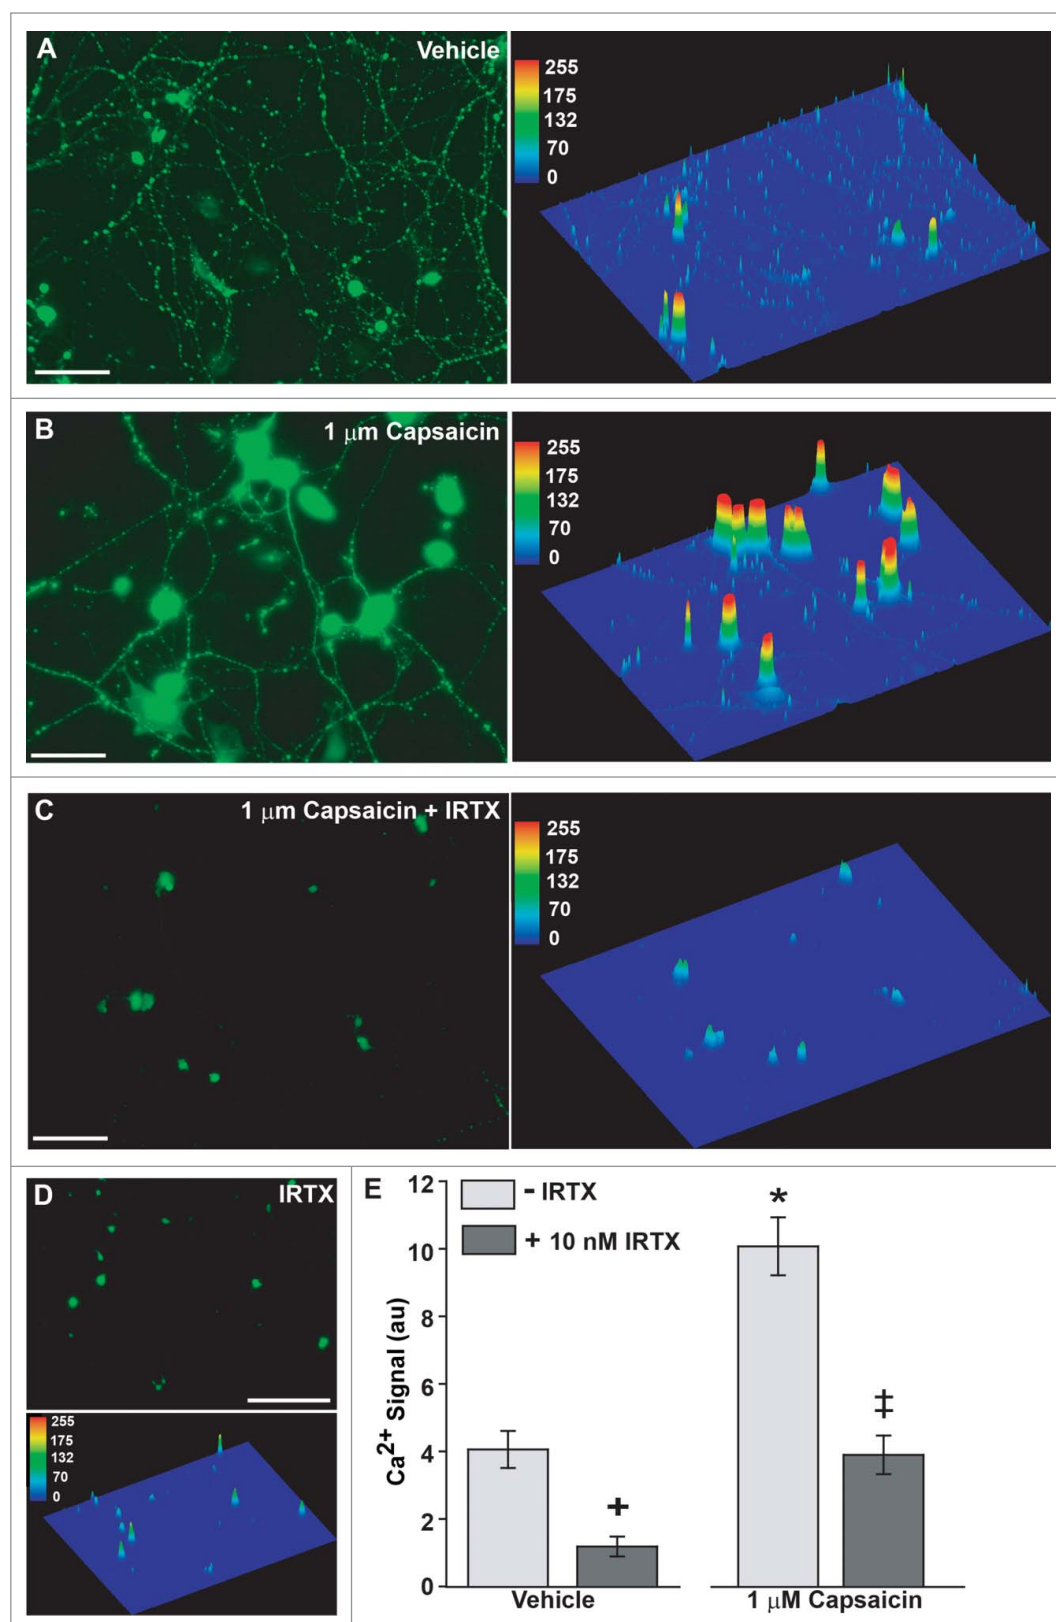 A
Vehicle
255
175
132
70
0
B
1 μm Capsaicin
255
175
132
70
0
C
1 μm Capsaicin + IRTX
255
175
132
70
0
D
IRTX
255
175
132
70
0
E
12
10
8
6
4
2
0
Ca2+ Signal (au)
- IRTX
+ 10 nM IRTX
+
*
‡
Vehicle
1 μM Capsaicin